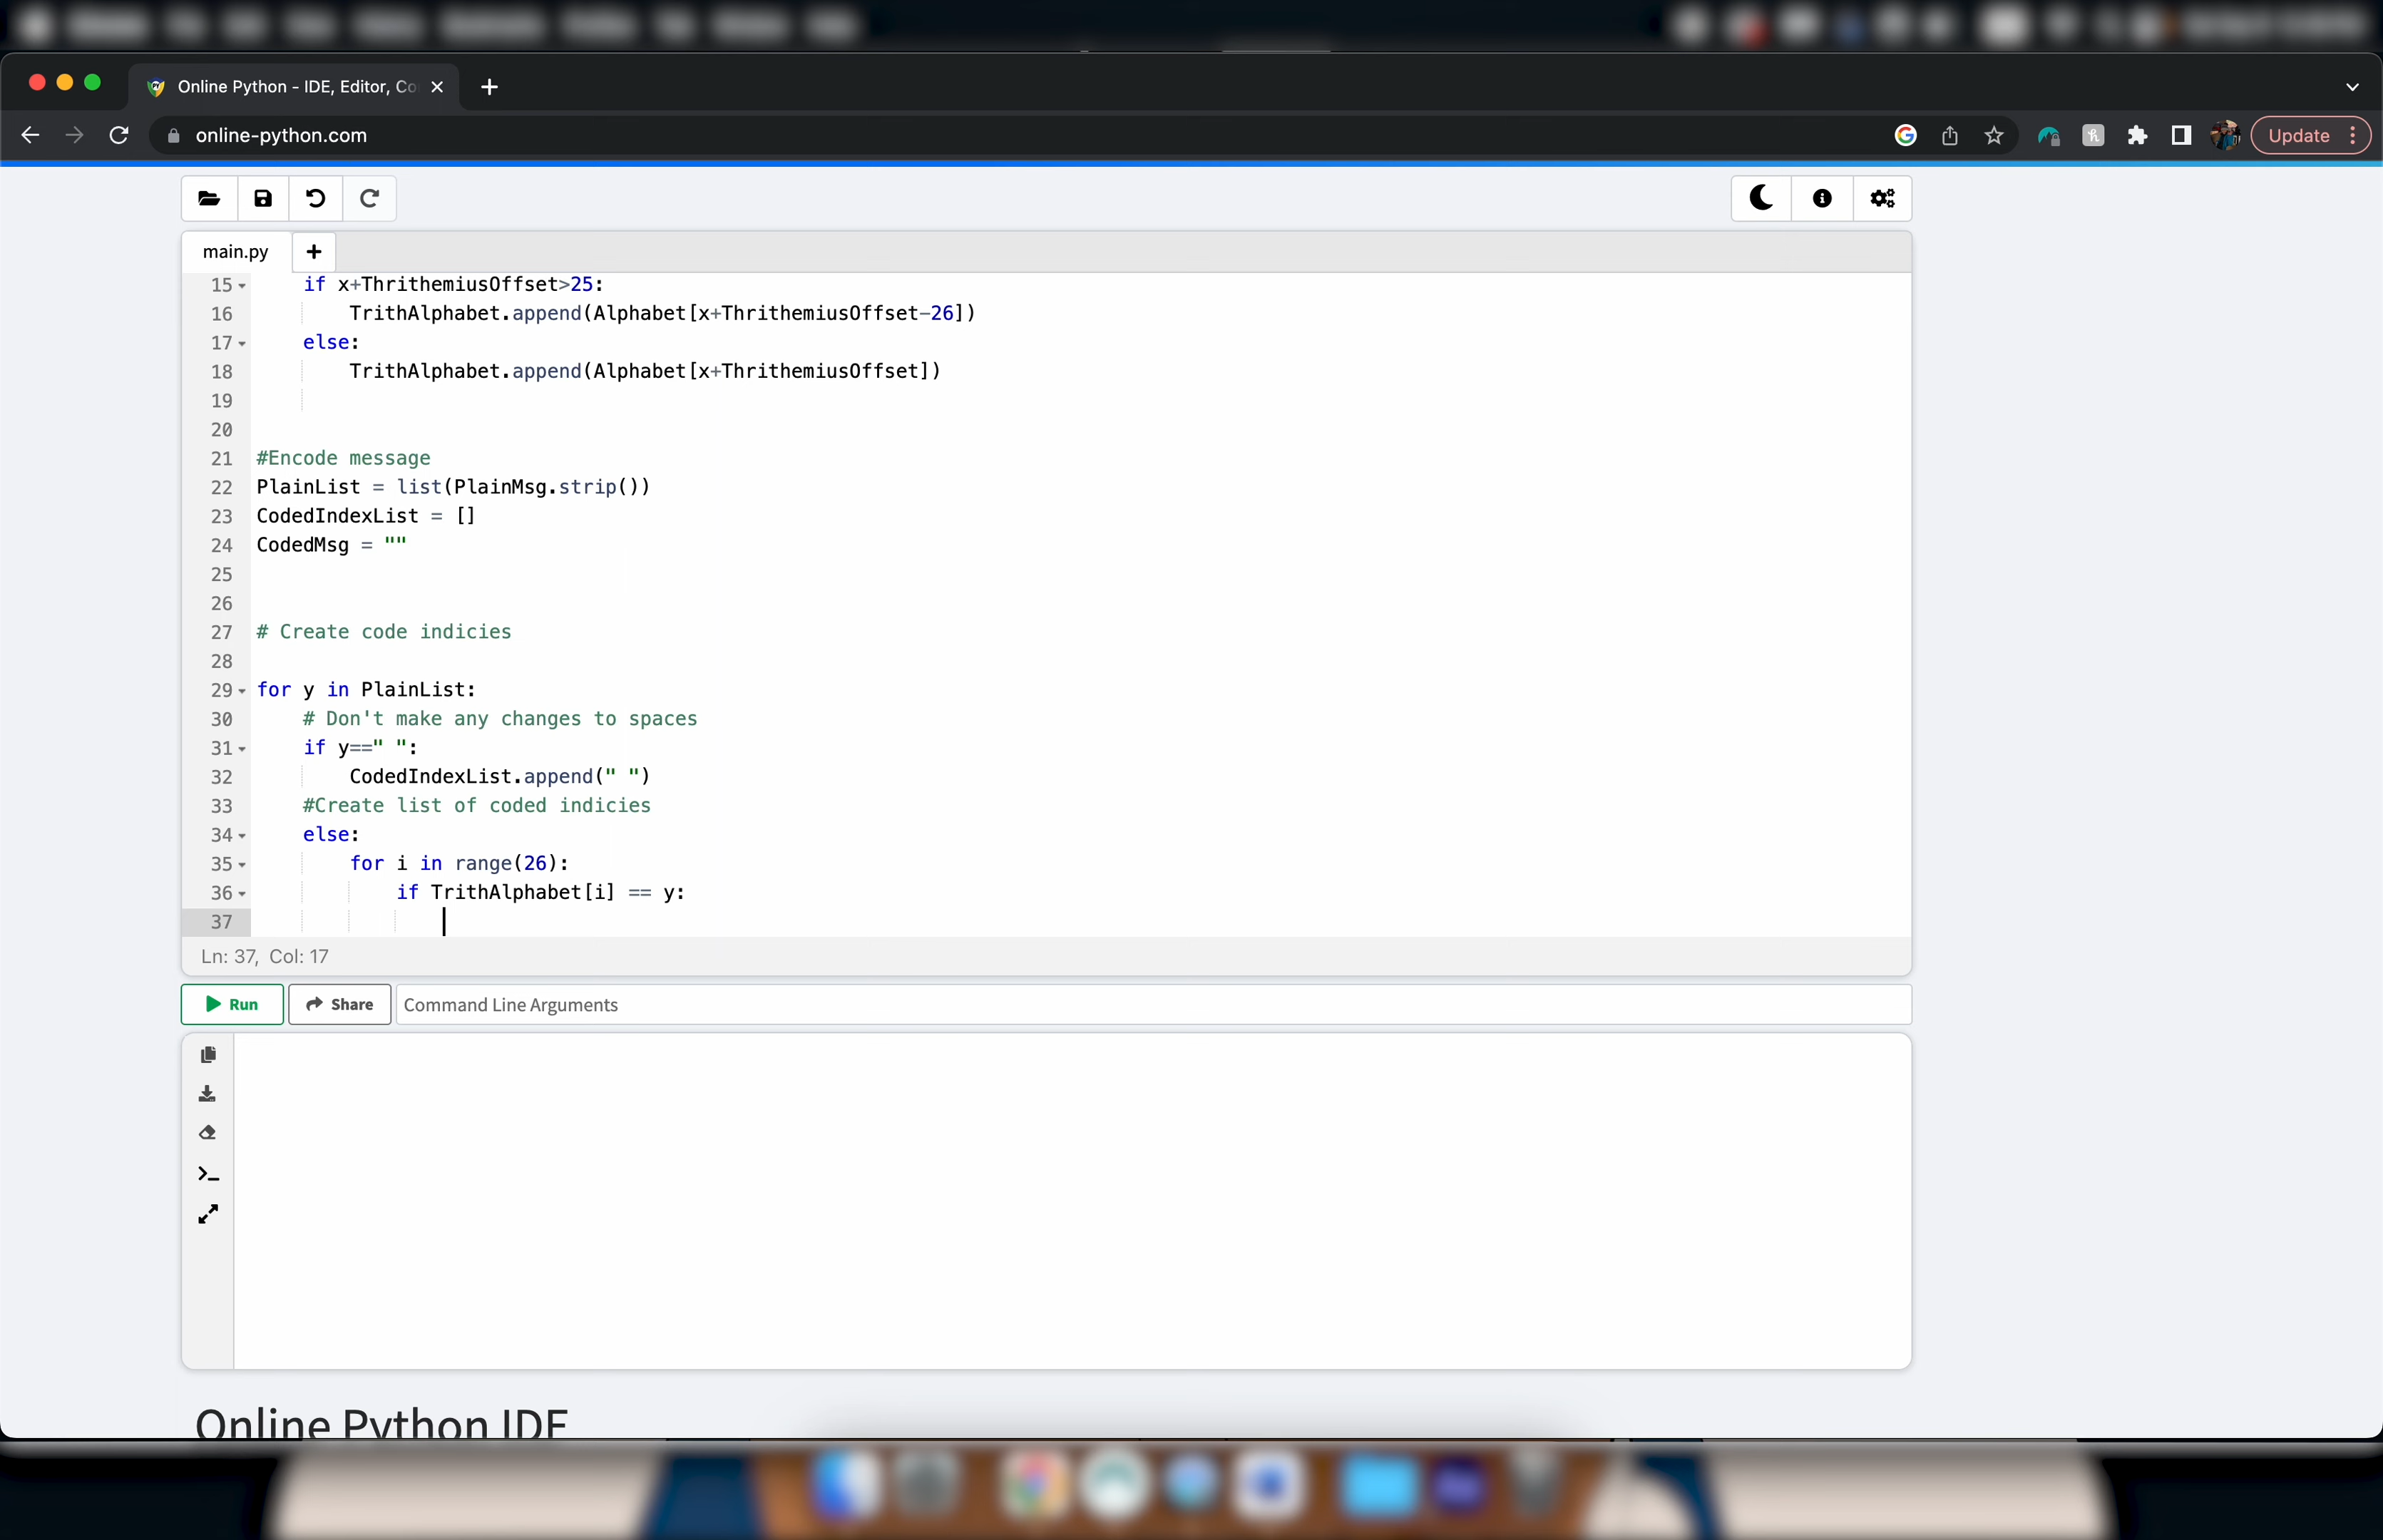 Online Python - IDE, Editor, Co
online-python.com
Update
main.py
15 if x+ThrithemiusOffset>25:
16 TrithAlphabet.append(Alphabet[x+ThrithemiusOffset-26])
17 else:
18 TrithAlphabet.append(Alphabet[x+ThrithemiusOffset])
19
20
21 #Encode message
22 PlainList = list(PlainMsg.strip())
23 CodedIndexList = []
24 CodedMsg = ""
25
26
27 # Create code indicies
28
29 for y in PlainList:
30 # Don't make any changes to spaces
31 if y==" ":
32 CodedIndexList.append(" ")
33 #Create list of coded indicies
34 else:
35 for i in range(26):
36 if TrithAlphabet[i] == y:
37
Ln: 37, Col: 17
Run Share Command Line Arguments
Online Python IDE